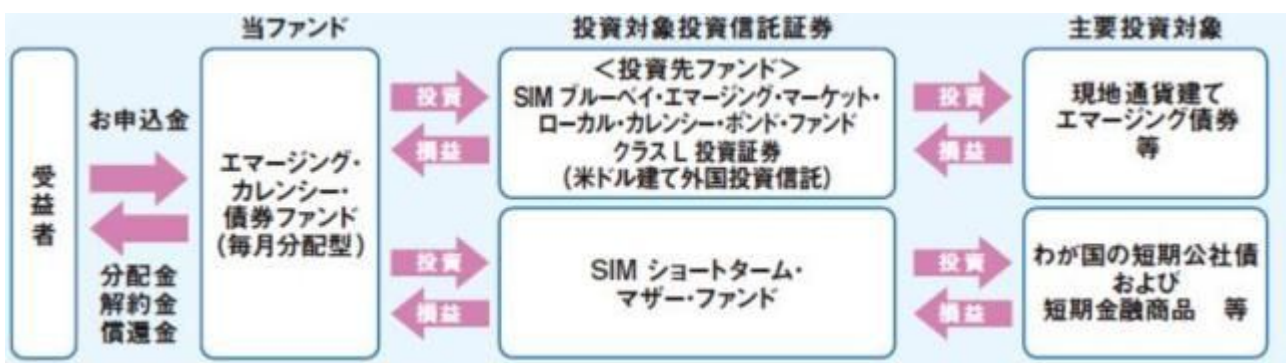 当ファンド
投資対象投資信託証券
主要投資対象
受益者
お申込金
分配金
解約金
償還金
エマージング・
カレンシー・
債券ファンド
(毎月分配型)
投資
損益
<投資先ファンド>
SIM ブルーベイ・エマージング・マーケット・
ローカル・カレンシー・ボンド・ファンド
クラス L 投資証券
(米ドル建て外国投資信託)
投資
損益
現地通貨建て
エマージング債券
等
投資
損益
SIM ショートターム・
マザー・ファンド
投資
損益
わが国の短期公社債
および
短期金融商品 等